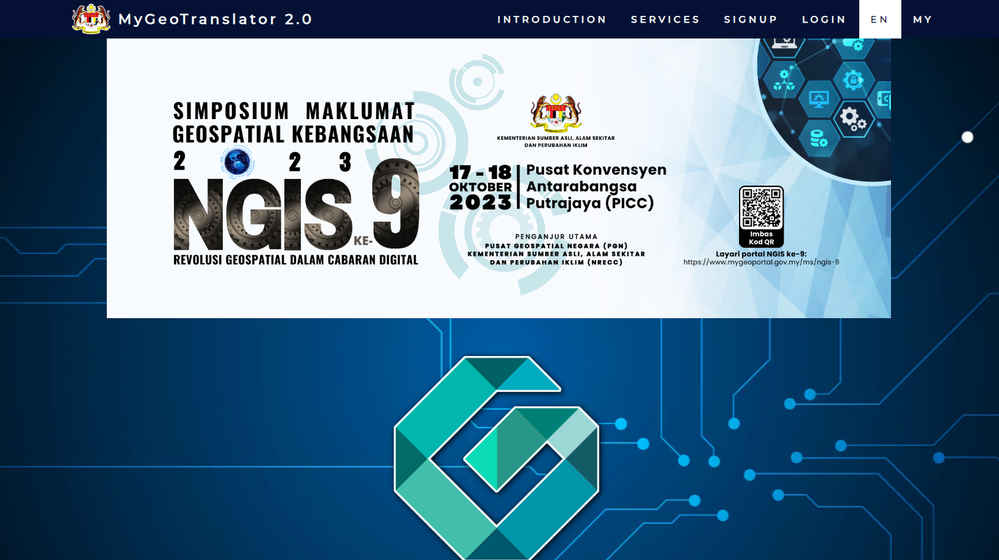 MyGeoTranslator 2.0
INTRODUCTION
SERVICES
SIGNUP
LOGIN
EN
MY
SIMPOSIUM MAKLUMAT
GEOSPATIAL KEBANGSAAN
2 2 3
NGIS KE-9
REVOLUSI GEOSPATIAL DALAM CABARAN DIGITAL
KEMENTERIAN SUMBER ASLI, ALAM SEKITAR
DAN PERUBAHAN IKLIM
17 - 18
OKTOBER
2023
Pusat Konvensyen
Antarabangsa
Putrajaya (PICC)
PENGANJUR UTAMA
PUSAT GEOSPATIAL NEGARA (PGN)
KEMENTERIAN SUMBER ASLI, ALAM SEKITAR
DAN PERUBAHAN IKLIM (NRECC)
Imbas
Kod QR
Layari portal NGIS ke-9:
https://www.mygeoportal.gov.my/ms/ngis-9